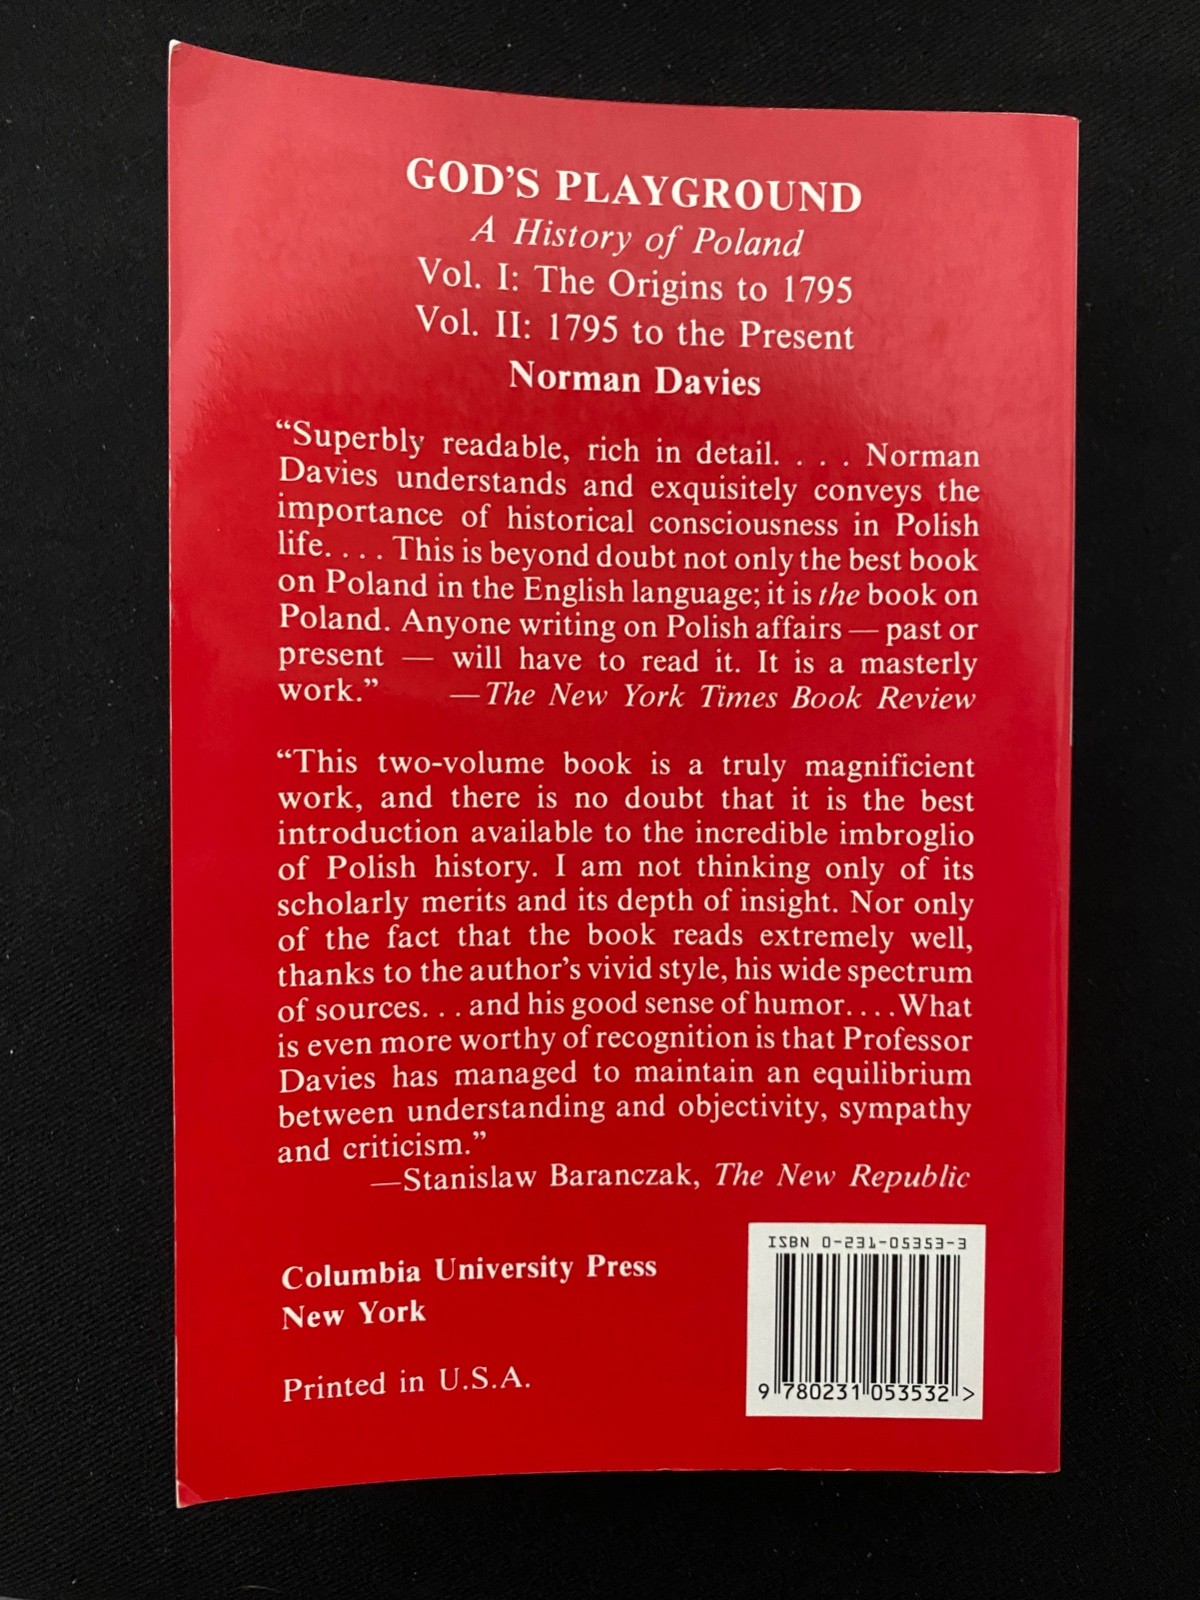 GOD'S PLAYGROUND
A History of Poland
Vol. I: The Origins to 1795
Vol. II: 1795 to the Present
Norman Davies
“Superbly readable, rich in detail. . . . Norman
Davies understands and exquisitely conveys the
importance of historical consciousness in Polish
life. . . . This is beyond doubt not only the best book
on Poland in the English language; it is the book on
Poland. Anyone writing on Polish affairs — past or
present — will have to read it. It is a masterly
work.” —The New York Times Book Review
“This two-volume book is a truly magnificient
work, and there is no doubt that it is the best
introduction available to the incredible imbroglio
of Polish history. I am not thinking only of its
scholarly merits and its depth of insight. Nor only
of the fact that the book reads extremely well,
thanks to the author's vivid style, his wide spectrum
of sources. . . and his good sense of humor. . . . What
is even more worthy of recognition is that Professor
Davies has managed to maintain an equilibrium
between understanding and objectivity, sympathy
and criticism.”
—Stanislaw Baranczak, The New Republic
Columbia University Press
New York
Printed in U.S.A.
ISBN 0-231-05353-3
9 780231 053532 >